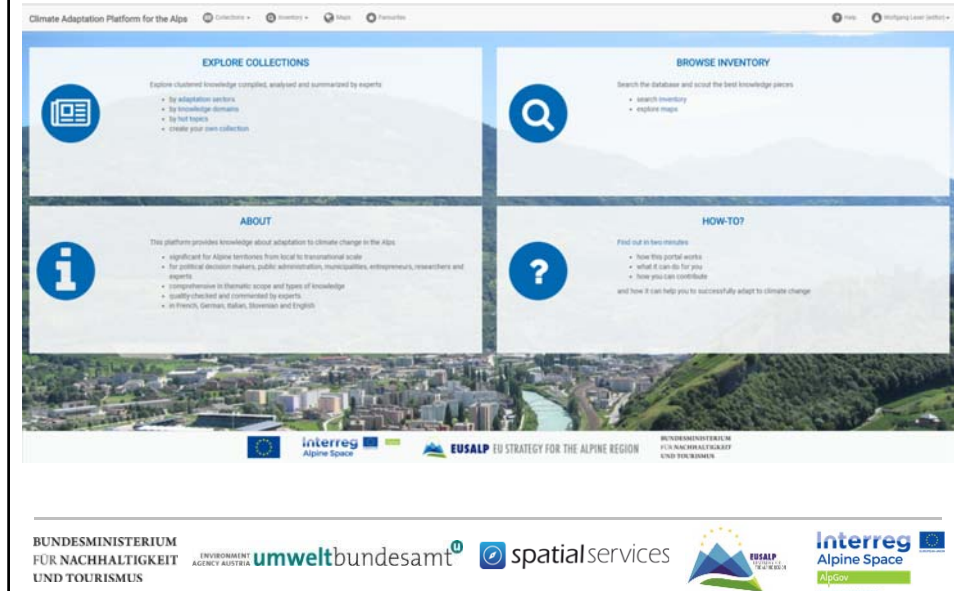 Climate Adaptation Platform for the Alps Collections Inventory Maps Favourites Help Wolfgang Lexer (editor)
EXPLORE COLLECTIONS
Explore clustered knowledge compiled, analysed and summarized by experts
• by adaptation sectors
• by knowledge domains
• by hot topics
• create your own collection
BROWSE INVENTORY
Search the database and scout the best knowledge pieces
• search inventory
• explore maps
ABOUT
This platform provides knowledge about adaptation to climate change in the Alps
• significant for Alpine territories from local to transnational scale
• for political decision makers, public administration, municipalities, entrepreneurs, researchers and
experts
• comprehensive in thematic scope and types of knowledge
• quality-checked and commented by experts
• in French, German, Italian, Slovenian and English
HOW-TO?
Find out in two minutes
• how this portal works
• what it can do for you
• how you can contribute
and how it can help you to successfully adapt to climate change
Interreg
Alpine Space
EUSALP EU STRATEGY FOR THE ALPINE REGION
BUNDESMINISTERIUM
FÜR NACHHALTIGKEIT
UND TOURISMUS
BUNDESMINISTERIUM
FÜR NACHHALTIGKEIT
UND TOURISMUS
ENVIRONMENT
AGENCY AUSTRIA
umweltbundesamt
spatial services
EUSALP
Interreg
Alpine Space
AlpGov